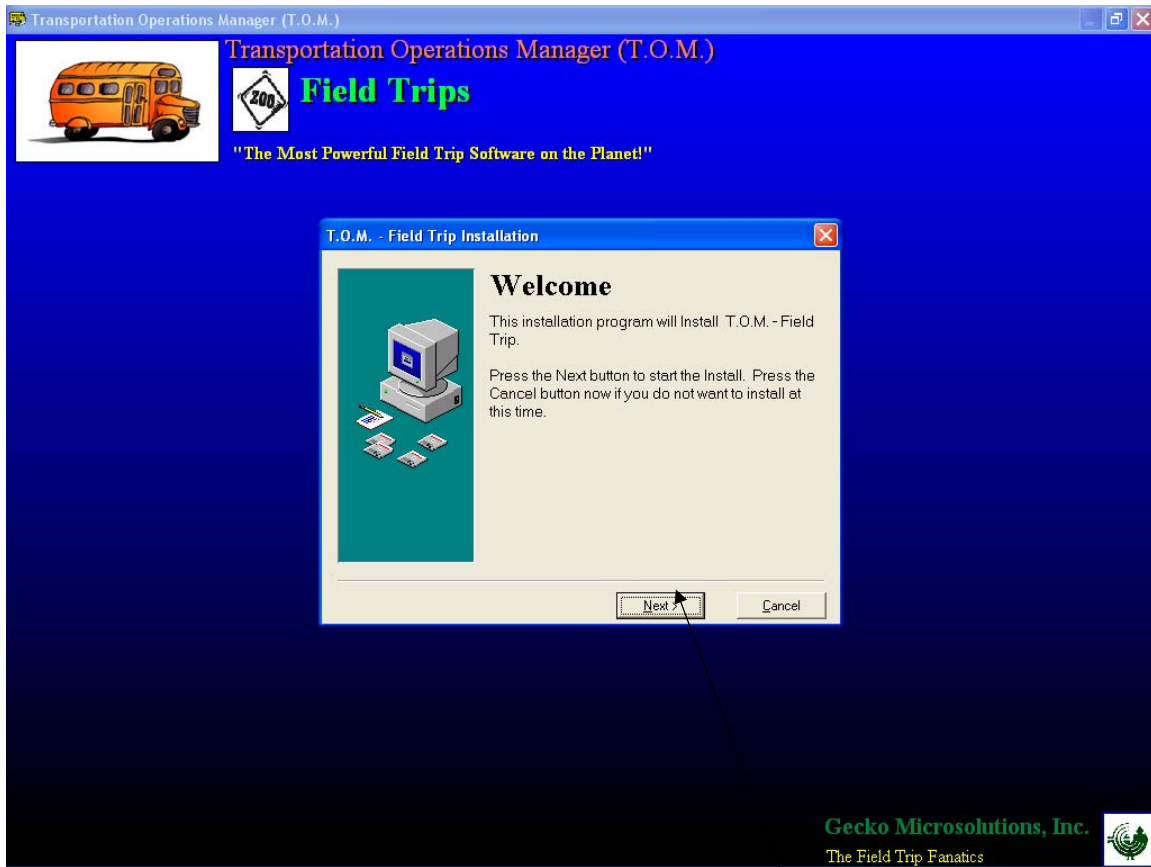 Transportation Operations Manager (T.O.M.)
Transportation Operations Manager (T.O.M.)
ZOO
Field Trips
"The Most Powerful Field Trip Software on the Planet!"
T.O.M. - Field Trip Installation
Welcome
This installation program will Install T.O.M. - Field
Trip.
Press the Next button to start the Install. Press the
Cancel button now if you do not want to install at
this time.
Next >
Cancel
Gecko Microsolutions, Inc.
The Field Trip Fanatics